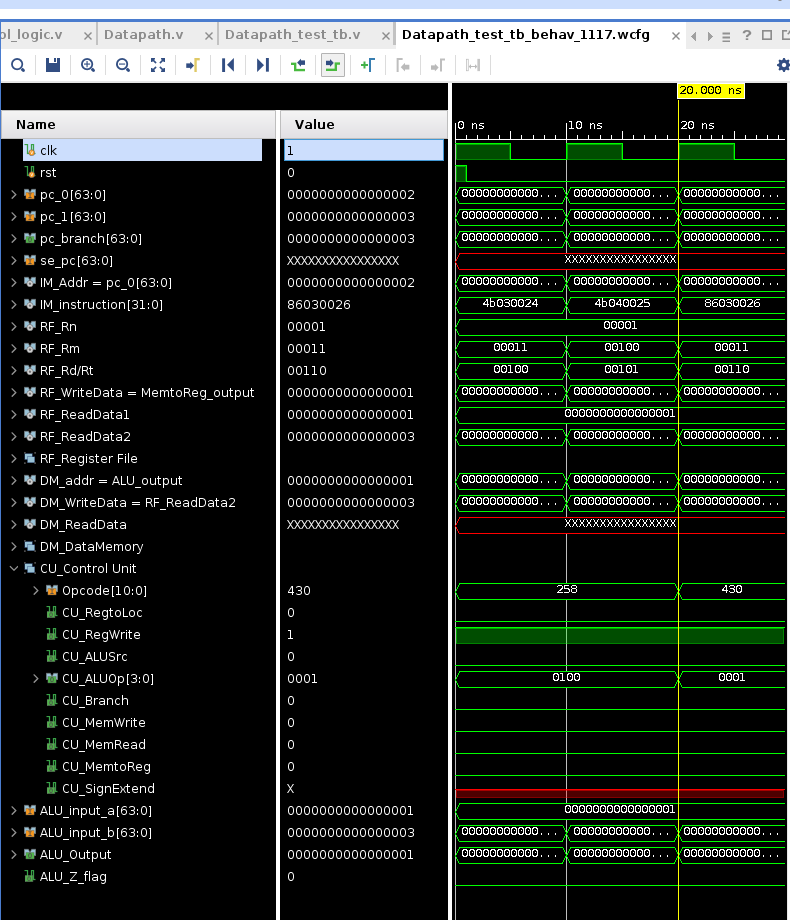 ol_logic.v × Datapath.v × Datapath_test_tb.v × Datapath_test_tb_behav_1117.wcfg ×
20.000 ns
Name Value 0 ns 10 ns 20 ns
clk 1
rst 0
pc_0[63:0] 0000000000000002 00000000000... 00000000000... 00000000000...
pc_1[63:0] 0000000000000003 00000000000... 00000000000... 00000000000...
pc_branch[63:0] 0000000000000003 00000000000... 00000000000... 00000000000...
se_pc[63:0] XXXXXXXXXXXXXXXX XXXXXXXXXXXXXXXX
IM_Addr = pc_0[63:0] 0000000000000002 00000000000... 00000000000... 00000000000...
IM_instruction[31:0] 86030026 4b030024 4b040025 86030026
RF_Rn 00001 00001
RF_Rm 00011 00011 00100 00011
RF_Rd/Rt 00110 00100 00101 00110
RF_WriteData = MemtoReg_output 0000000000000001 00000000000... 00000000000... 00000000000...
RF_ReadData1 0000000000000001 0000000000000001
RF_ReadData2 0000000000000003 00000000000... 00000000000... 00000000000...
RF_Register File
DM_addr = ALU_output 0000000000000001 00000000000... 00000000000... 00000000000...
DM_WriteData = RF_ReadData2 0000000000000003 00000000000... 00000000000... 00000000000...
DM_ReadData XXXXXXXXXXXXXXXX XXXXXXXXXXXXXXXX
DM_DataMemory
CU_Control Unit
Opcode[10:0] 430 258 430
CU_RegtoLoc 0
CU_RegWrite 1
CU_ALUSrc 0
CU_ALUOp[3:0] 0001 0100 0001
CU_Branch 0
CU_MemWrite 0
CU_MemRead 0
CU_MemtoReg 0
CU_SignExtend X
ALU_input_a[63:0] 0000000000000001 0000000000000001
ALU_input_b[63:0] 0000000000000003 00000000000... 00000000000... 00000000000...
ALU_Output 0000000000000001 00000000000... 00000000000... 00000000000...
ALU_Z_flag 0